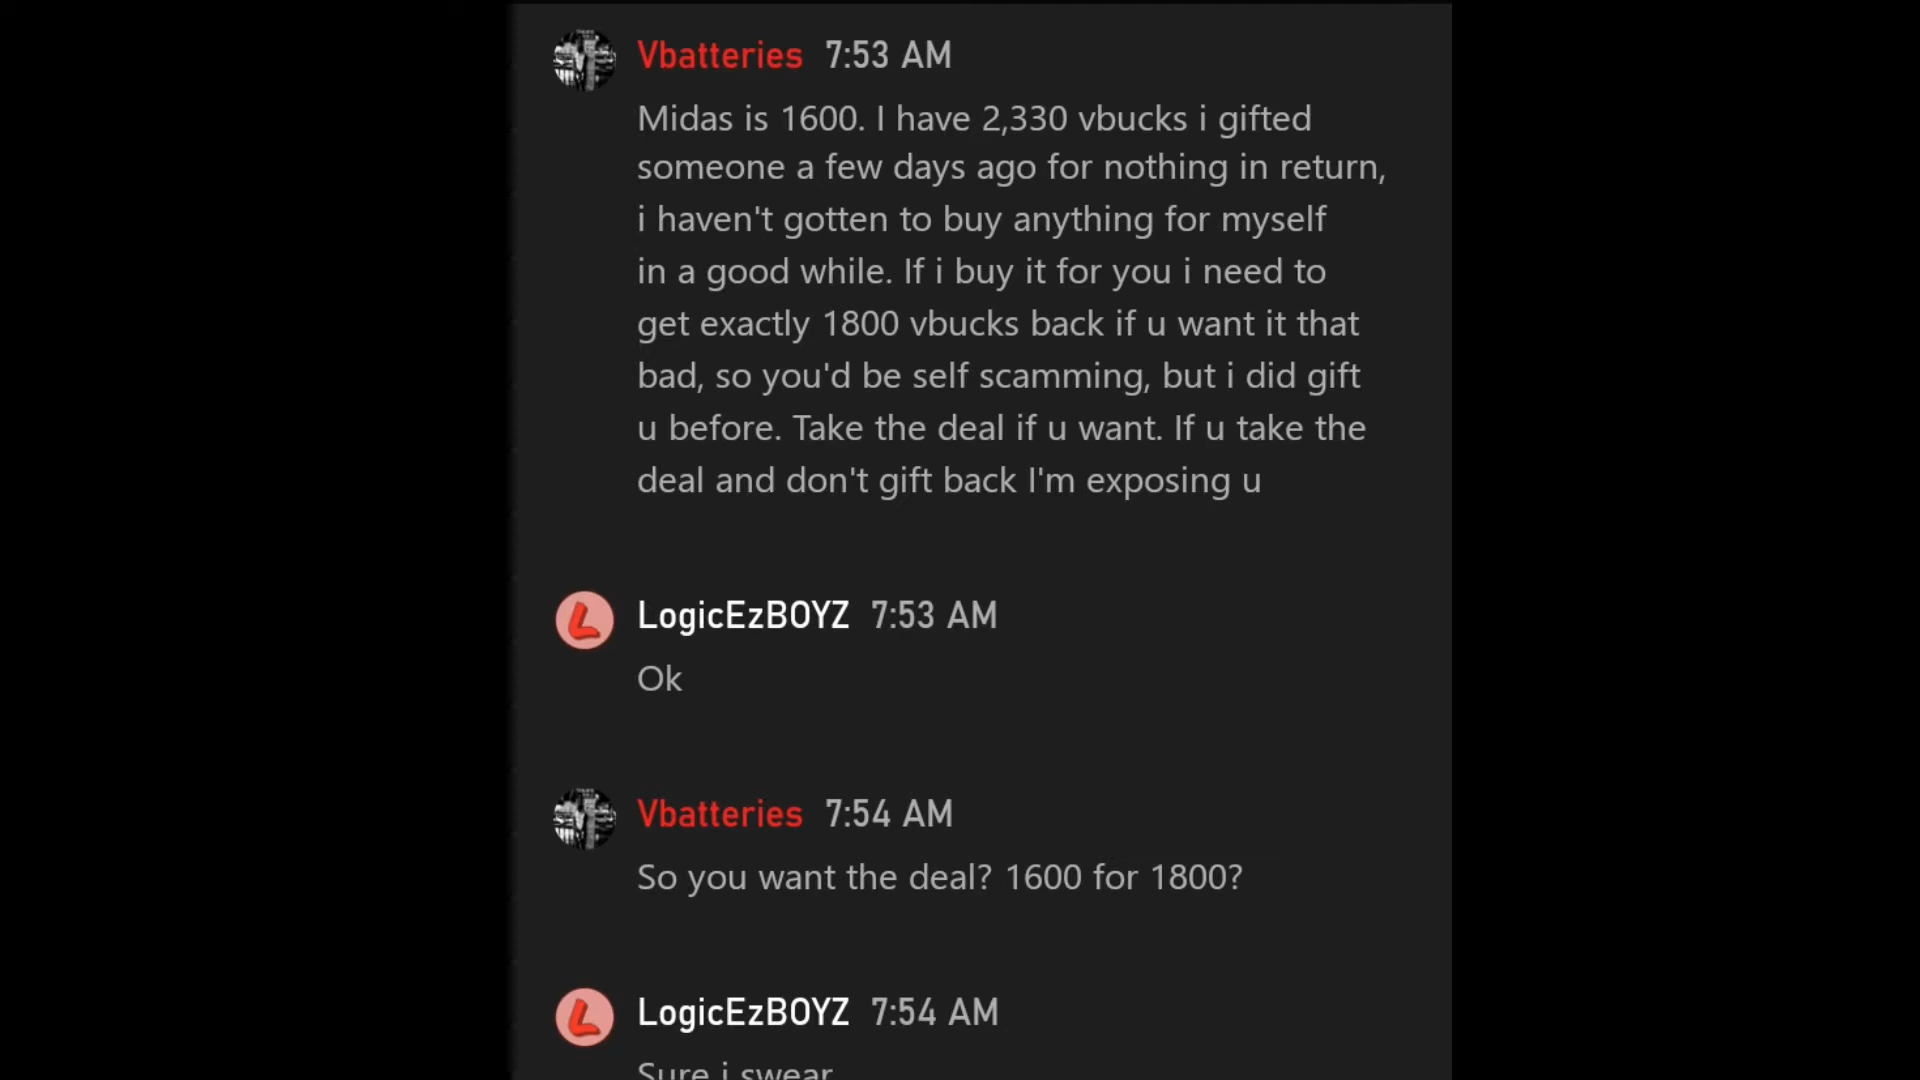 Vbatteries 7:53 AM
Midas is 1600. I have 2,330 vbucks i gifted
someone a few days ago for nothing in return,
i haven't gotten to buy anything for myself
in a good while. If i buy it for you i need to
get exactly 1800 vbucks back if u want it that
bad, so you'd be self scamming, but i did gift
u before. Take the deal if u want. If u take the
deal and don't gift back I'm exposing u
LogicEzBOYZ 7:53 AM
Ok
Vbatteries 7:54 AM
So you want the deal? 1600 for 1800?
LogicEzBOYZ 7:54 AM
Sure i swear